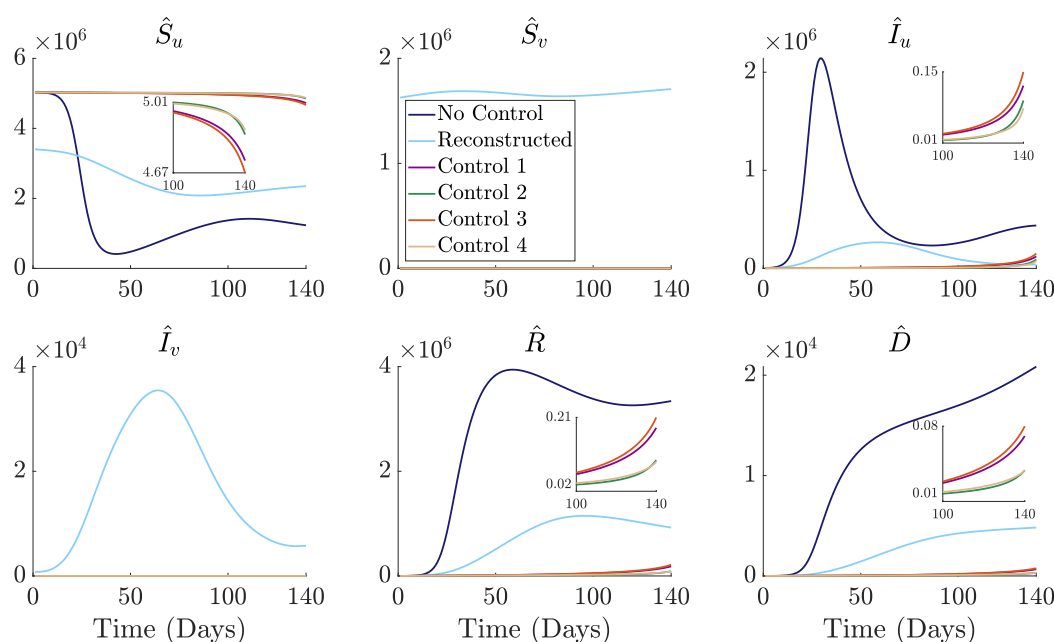 Ŝ_u
×10^6
6
4
2
0
0 50 100 140
5.01
4.67
100 140
Ŝ_v
×10^6
2
1
0
0 50 100 140
No Control
Reconstructed
Control 1
Control 2
Control 3
Control 4
Î_u
×10^6
2
1
0
0 50 100 140
0.15
0.01
100 140
Î_v
×10^4
4
2
0
0 50 100 140
Time (Days)
R̂
×10^6
4
2
0
0 50 100 140
0.21
0.02
100 140
Time (Days)
D̂
×10^4
2
1
0
0 50 100 140
0.08
0.01
100 140
Time (Days)